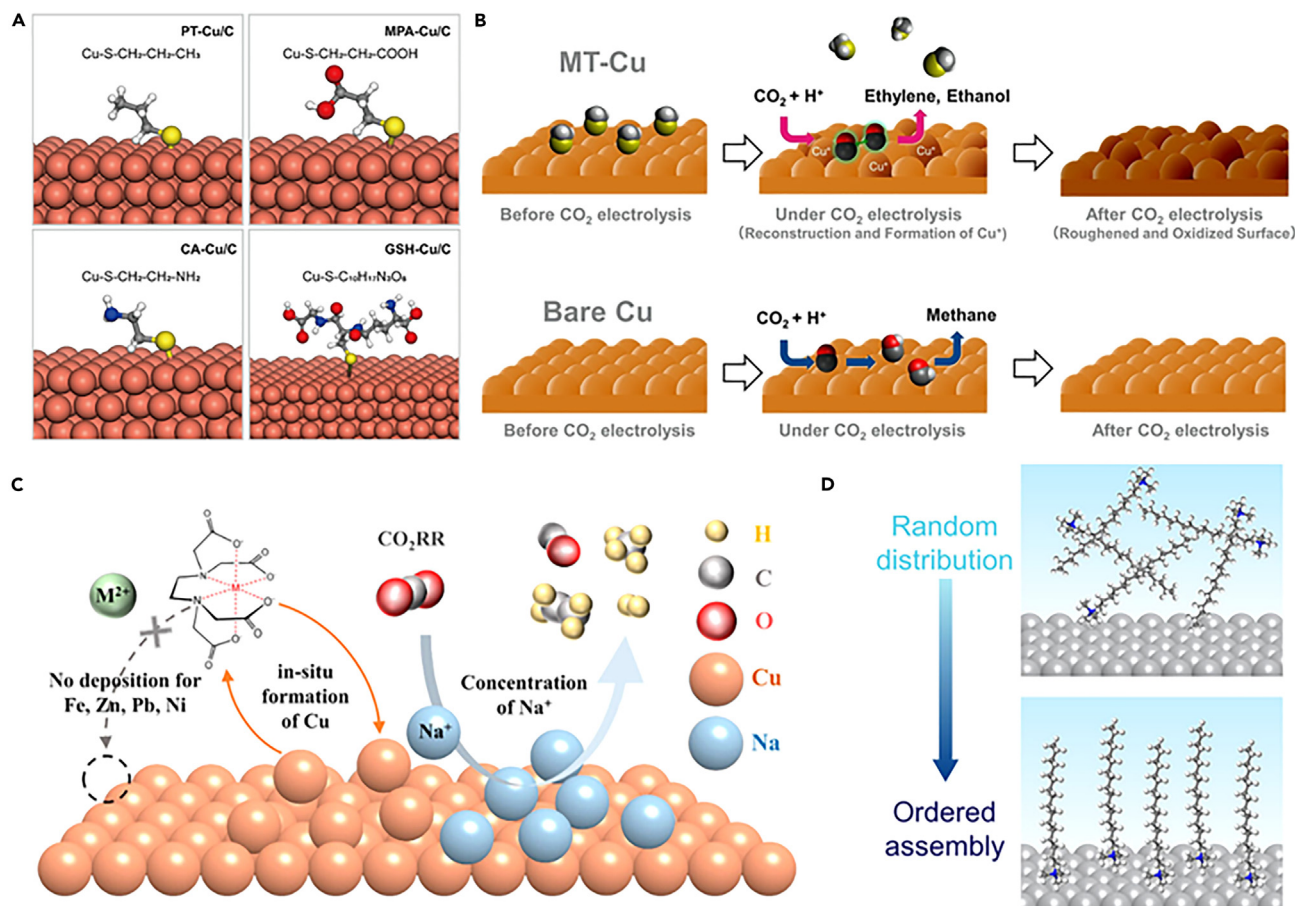 A
PT-Cu/C
Cu-S-CH₂-CH₂-CH₃
MPA-Cu/C
Cu-S-CH₂-CH₂-COOH
CA-Cu/C
Cu-S-CH₂-CH₂-NH₂
GSH-Cu/C
Cu-S-C₁₀H₁₇N₃O₆
B
MT-Cu
CO₂ + H⁺
Ethylene, Ethanol
Cu⁺
Cu⁺
Cu⁺
Before CO₂ electrolysis
Under CO₂ electrolysis
(Reconstruction and Formation of Cu⁺)
After CO₂ electrolysis
(Roughened and Oxidized Surface)
Bare Cu
CO₂ + H⁺
Methane
Before CO₂ electrolysis
Under CO₂ electrolysis
After CO₂ electrolysis
C
M²⁺
O
O⁻
O
O⁻
N
M
N
O⁻
O
O⁻
O
No deposition for
Fe, Zn, Pb, Ni
in-situ
formation
of Cu
CO₂RR
Concentration
of Na⁺
Na⁺
H
C
O
Cu
Na
D
Random
distribution
Ordered
assembly